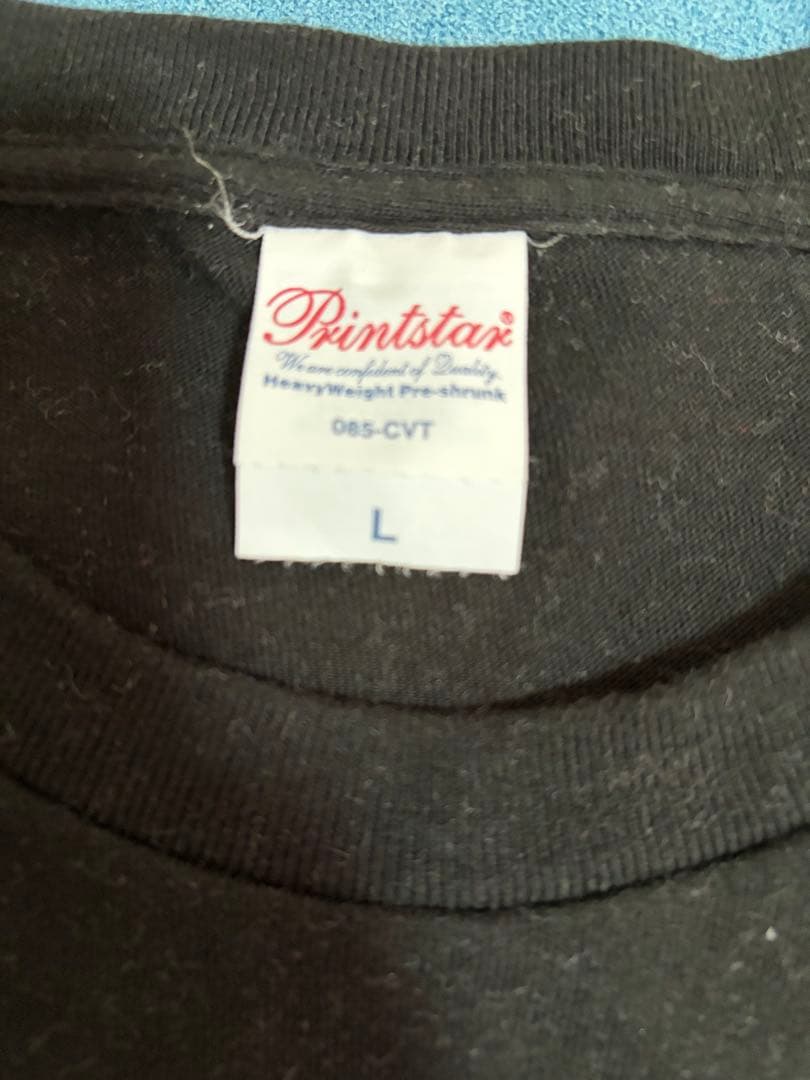 Printstar®
We are confident of Quality.
HeavyWeight Pre-shrunk
085-CVT
L